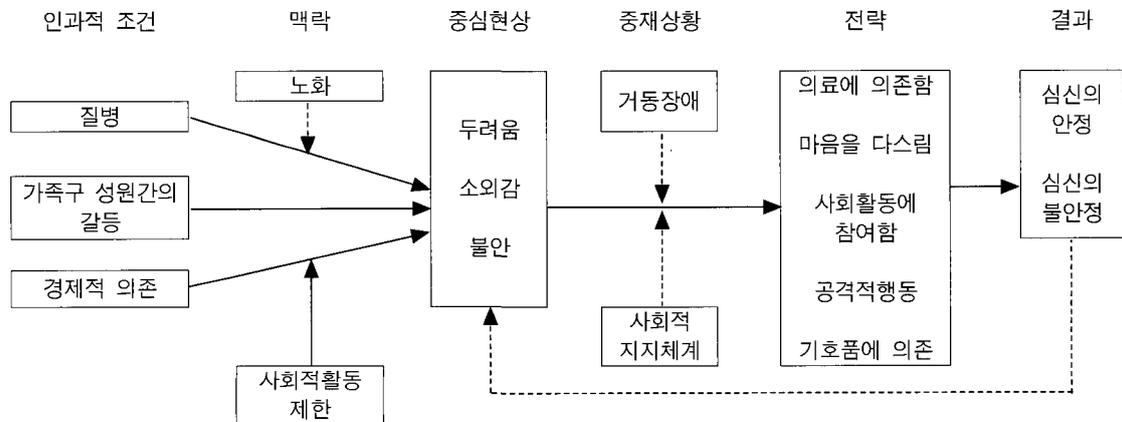 인과적 조건
맥락
중심현상
중재상황
전략
결과
질병
가족구 성원간의
갈등
경제적 의존
노화
사회적활동
제한
두려움
소외감
불안
거동장애
사회적
지지체계
의료에 의존함
마음을 다스림
사회활동에
참여함
공격적행동
기호품에 의존
심신의
안정
심신의
불안정